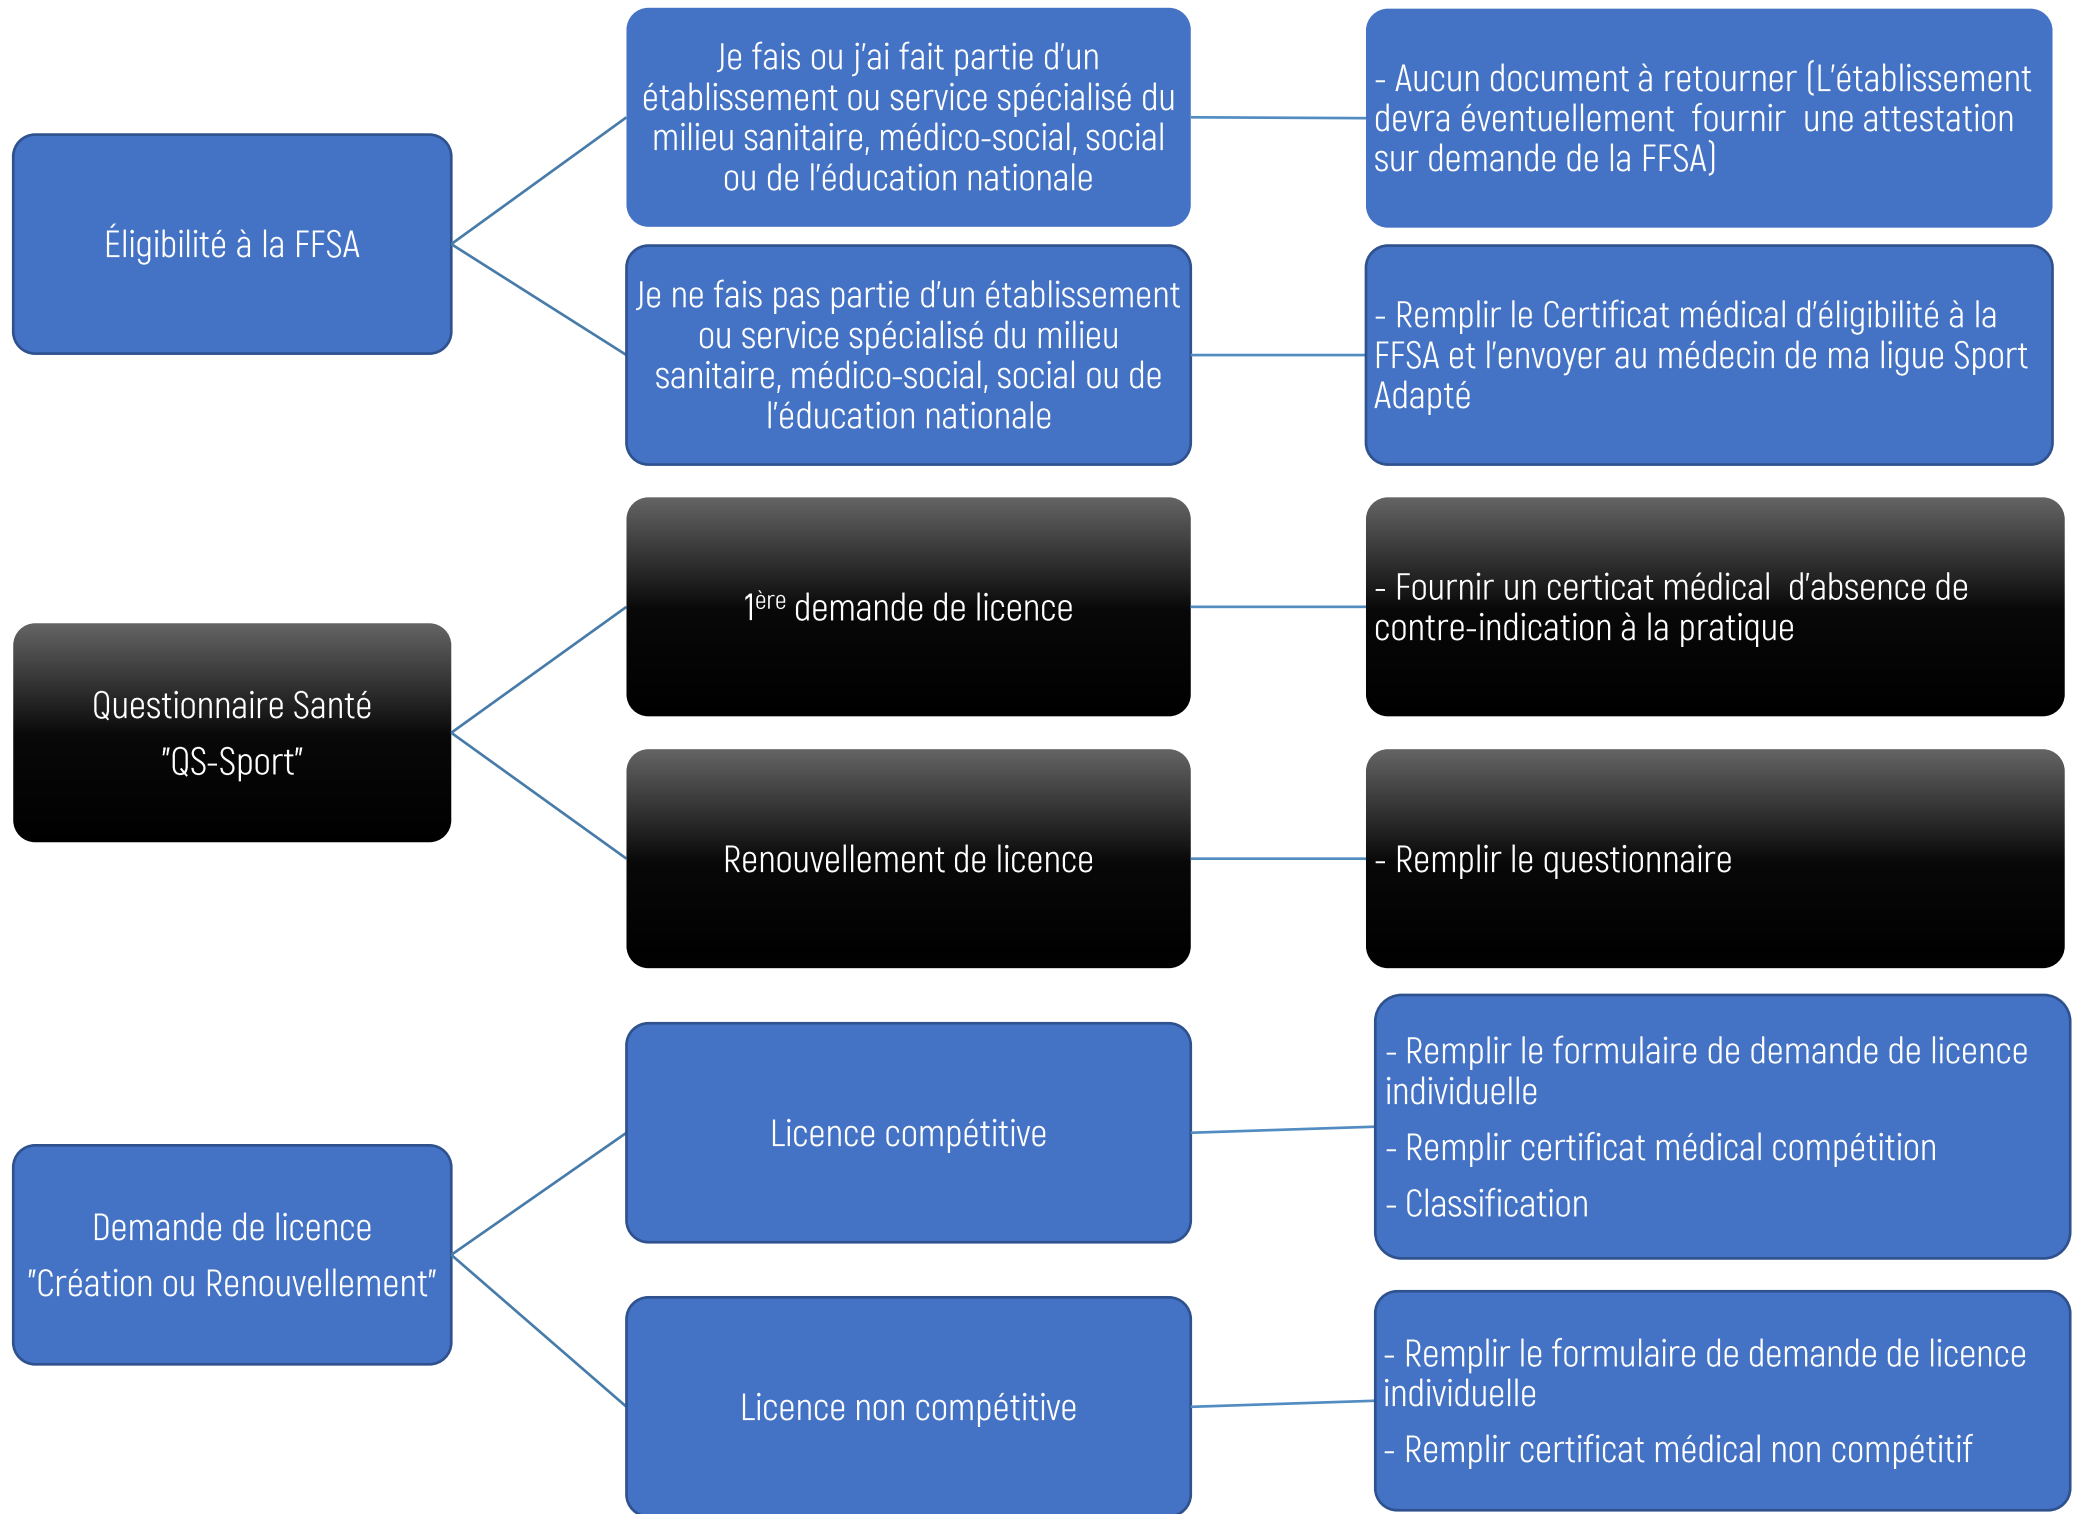 Éligibilité à la FFSA
Je fais ou j'ai fait partie d'un
établissement ou service spécialisé du
milieu sanitaire, médico-social, social
ou de l'éducation nationale
- Aucun document à retourner (L'établissement
devra éventuellement fournir une attestation
sur demande de la FFSA)
Je ne fais pas partie d'un établissement
ou service spécialisé du milieu
sanitaire, médico-social, social ou de
l'éducation nationale
- Remplir le Certificat médical d'éligibilité à la
FFSA et l'envoyer au médecin de ma ligue Sport
Adapté
Questionnaire Santé
"QS-Sport"
1ère demande de licence
- Fournir un certicat médical d'absence de
contre-indication à la pratique
Renouvellement de licence
- Remplir le questionnaire
Demande de licence
"Création ou Renouvellement"
Licence compétitive
- Remplir le formulaire de demande de licence
individuelle
- Remplir certificat médical compétition
- Classification
Licence non compétitive
- Remplir le formulaire de demande de licence
individuelle
- Remplir certificat médical non compétitif